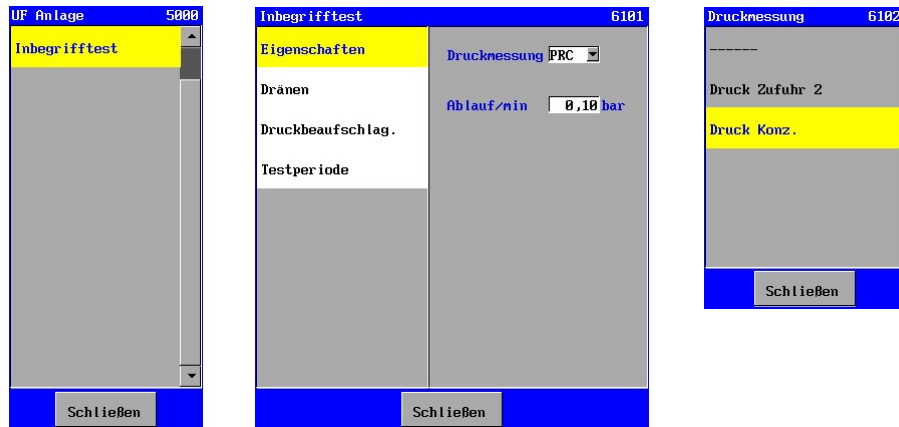 UF Anlage 5000
Inbegrifftest
Schließen
Inbegrifftest 6101
Eigenschaften
Dränen
Druckbeaufschlag.
Testperiode
Druckmessung PRC
Ablauf/min 0,10 bar
Schließen
Druckmessung 6102
------
Druck Zufuhr 2
Druck Konz.
Schließen